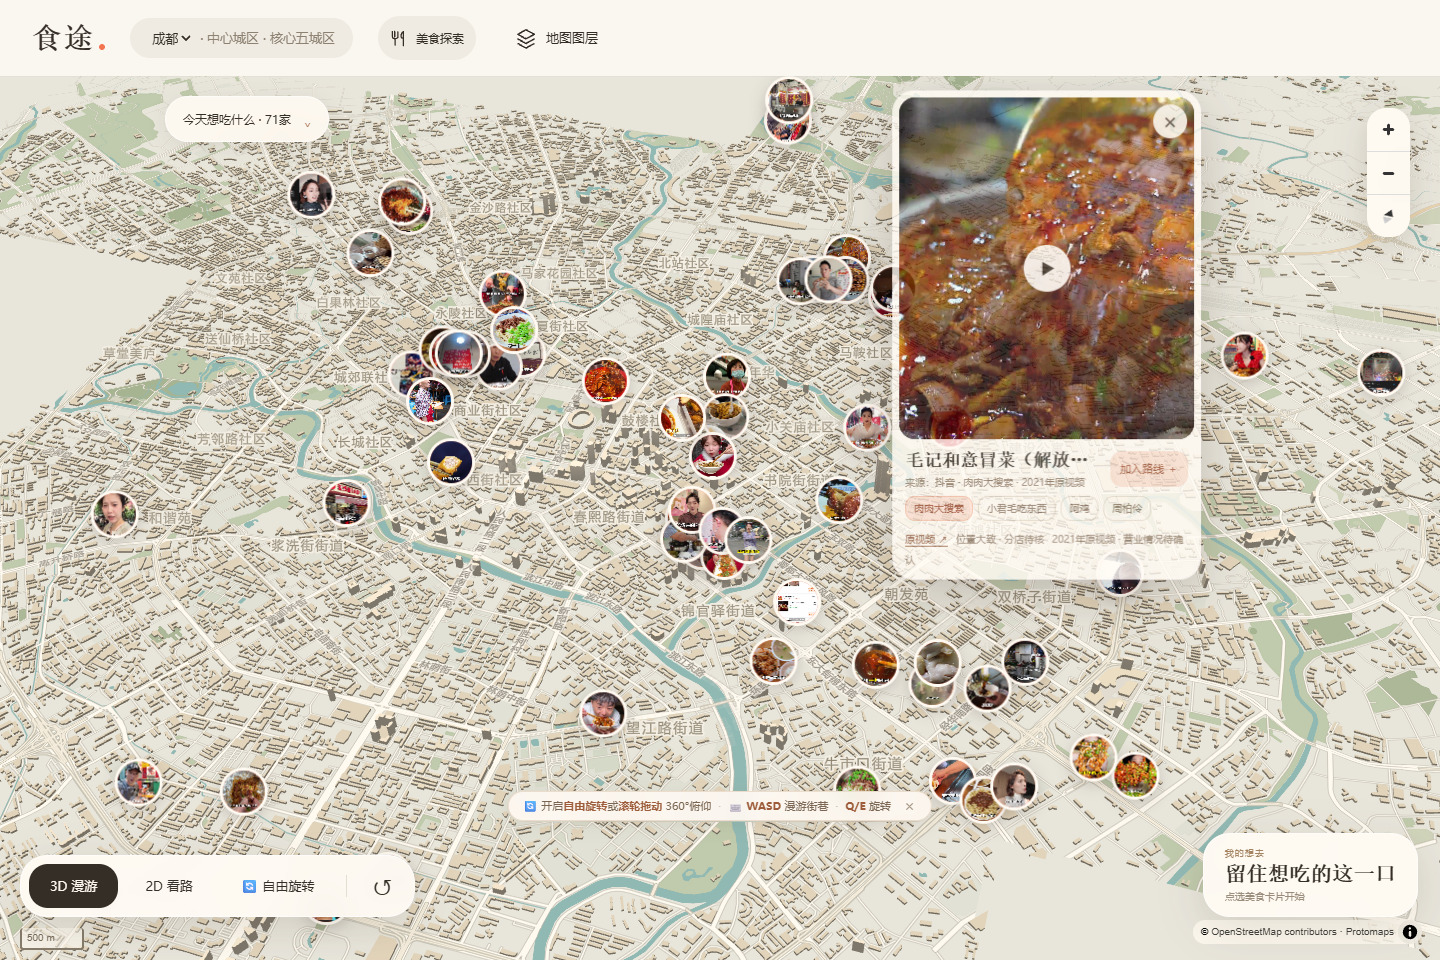 食途.
成都 · 中心城区 · 核心五城区
美食探索
地图图层
今天想吃什么 · 71家
金沙路社区
文苑社区
马家花园社区
北站社区
白果林社区
永陵社区
城隍庙社区
送仙桥社区
草堂美庐
马鞍社区
城郊联社
商业街社区
小关庙社区
芳邻路社区
长城社区
西街社区
书院街街道
和谐苑
春熙路街道
浆洗街街道
锦官驿街道
朝发苑
双桥子街道
望江路街道
牛市口街道
毛记和意冒菜（解放…
加入路线 +
来源：抖音 · 肉肉大搜索 · 2021年原视频
肉肉大搜索
小君毛吃东西
阿鸡
周柏伶
原视频 ↗ 位置大致 · 分店待核 · 2021年原视频 · 营业情况待确
认
开启自由旋转或滚轮拖动 360°俯仰 · WASD 漫游街巷 · Q/E 旋转 ×
3D 漫游
2D 看路
自由旋转
500 m
我的想去
留住想吃的这一口
点选美食卡片开始
© OpenStreetMap contributors · Protomaps